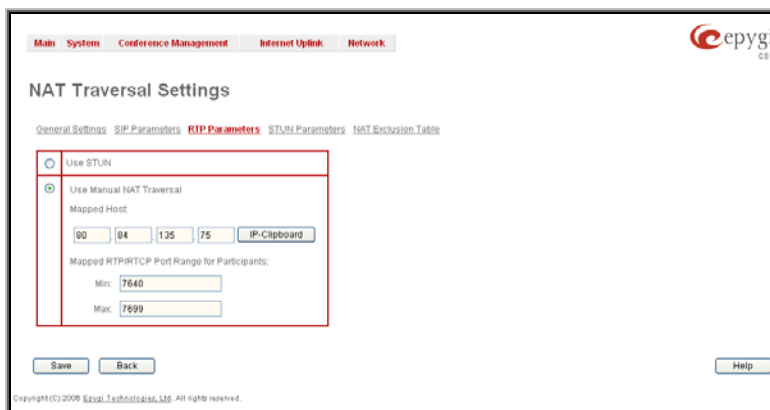 Main System Conference Management Internet Uplink Network
epygi
CS
NAT Traversal Settings
General Settings SIP Parameters RTP Parameters STUN Parameters NAT Exclusion Table
Use STUN
Use Manual NAT Traversal
Mapped Host:
80 . 84 . 135 . 75 IP-Clipboard
Mapped RTP/RTCP Port Range for Participants:
Min: 7640
Max: 7699
Save Back Help
Copyright (C) 2008 Epygi Technologies, Ltd. All rights reserved.